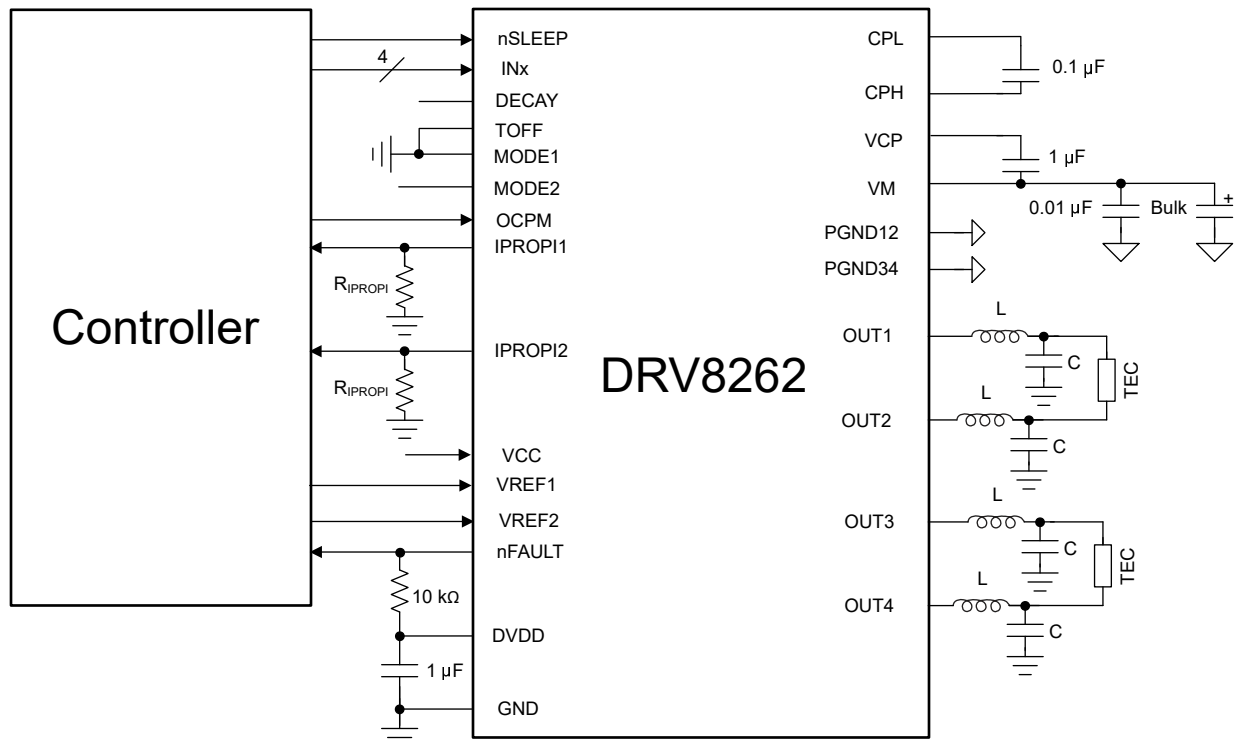 Controller
DRV8262
nSLEEP
4
INx
DECAY
TOFF
MODE1
MODE2
OCPM
IPROPI1
RIPROPI
IPROPI2
RIPROPI
VCC
VREF1
VREF2
nFAULT
10 kΩ
DVDD
1 µF
GND
CPL
0.1 µF
CPH
VCP
1 µF
VM
0.01 µF
Bulk
+
PGND12
PGND34
L
OUT1
C
TEC
L
OUT2
C
L
OUT3
C
TEC
L
OUT4
C